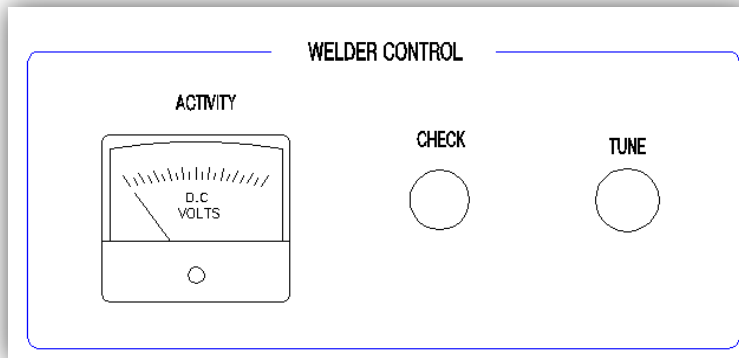 WELDER CONTROL
ACTIVITY
CHECK
TUNE
D.C
VOLTS